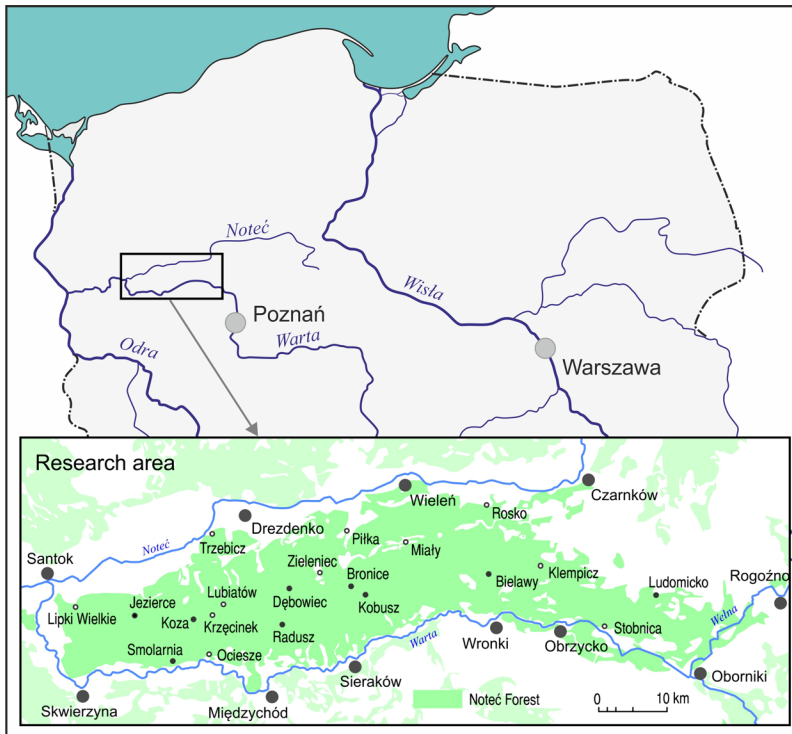 Noteć
Wisła
Poznań
Warta
Odra
Warszawa
Research area
Wieleń
Czarnków
Rosko
Drezdenko
Noteć
Trzebicz
Piłka
Miały
Santok
Zieleniec
Bronice
Klempicz
Bielawy
Rogoźno
Ludomicko
Lubiatów
Dębowiec
Kobusz
Lipki Wielkie
Jezierce
Koza
Krzęcinek
Radusz
Wełna
Stobnica
Warta
Wronki
Obrzycko
Smolarnia
Ociesze
Sieraków
Oborniki
Skwierzyna
Międzychód
Noteć Forest
0 10 km